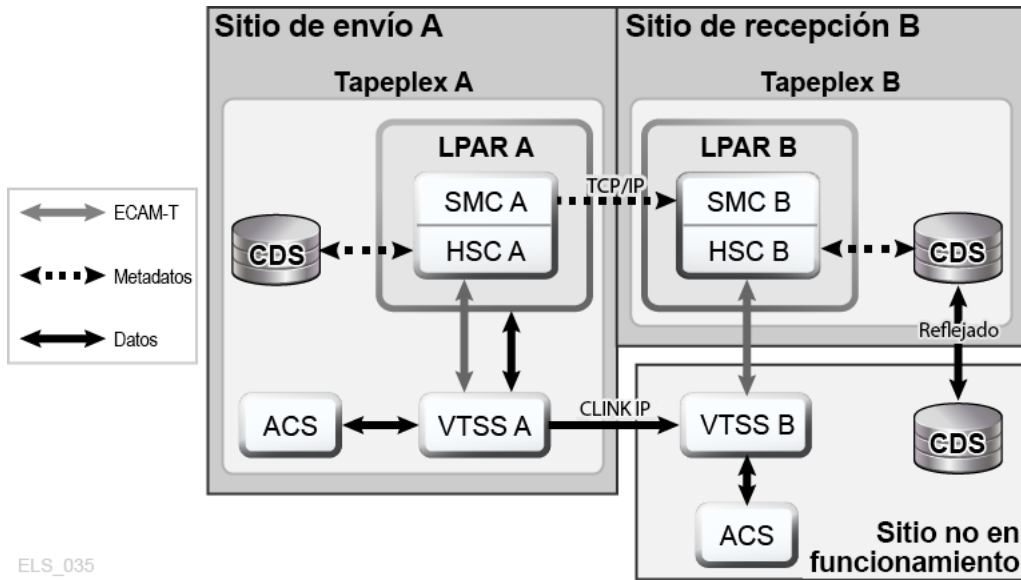 Sitio de envío A
Sitio de recepción B
Tapeplex A
Tapeplex B
LPAR A
LPAR B
TCP/IP
SMC A
SMC B
HSC A
HSC B
CDS
CDS
ECAM-T
Metadatos
Datos
Reflejado
CLINK IP
ACS
VTSS A
VTSS B
CDS
ACS
Sitio no en
funcionamiento
ELS_035